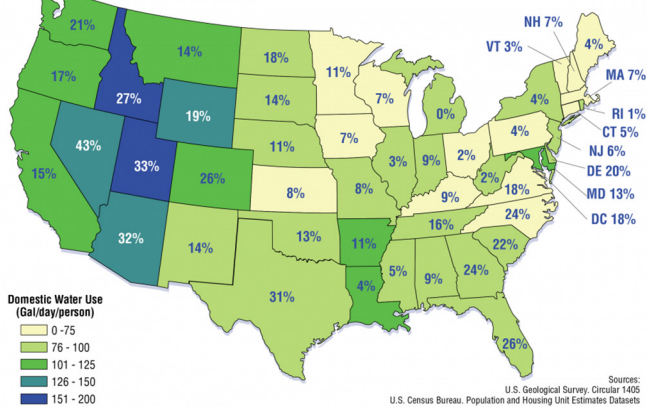 NH 7%
VT 3%
21%
14%
18%
11%
4%
17%
27%
19%
14%
7%
0%
4%
MA 7%
RI 1%
CT 5%
NJ 6%
DE 20%
MD 13%
DC 18%
43%
33%
26%
11%
7%
3%
9%
2%
4%
15%
8%
8%
9%
2%
18%
32%
14%
13%
11%
16%
24%
22%
31%
4%
5%
9%
24%
26%
Domestic Water Use
(Gal/day/person)
0 -75
76 - 100
101 - 125
126 - 150
151 - 200
Sources:
U.S. Geological Survey. Circular 1405
U.S. Census Bureau. Population and Housing Unit Estimates Datasets